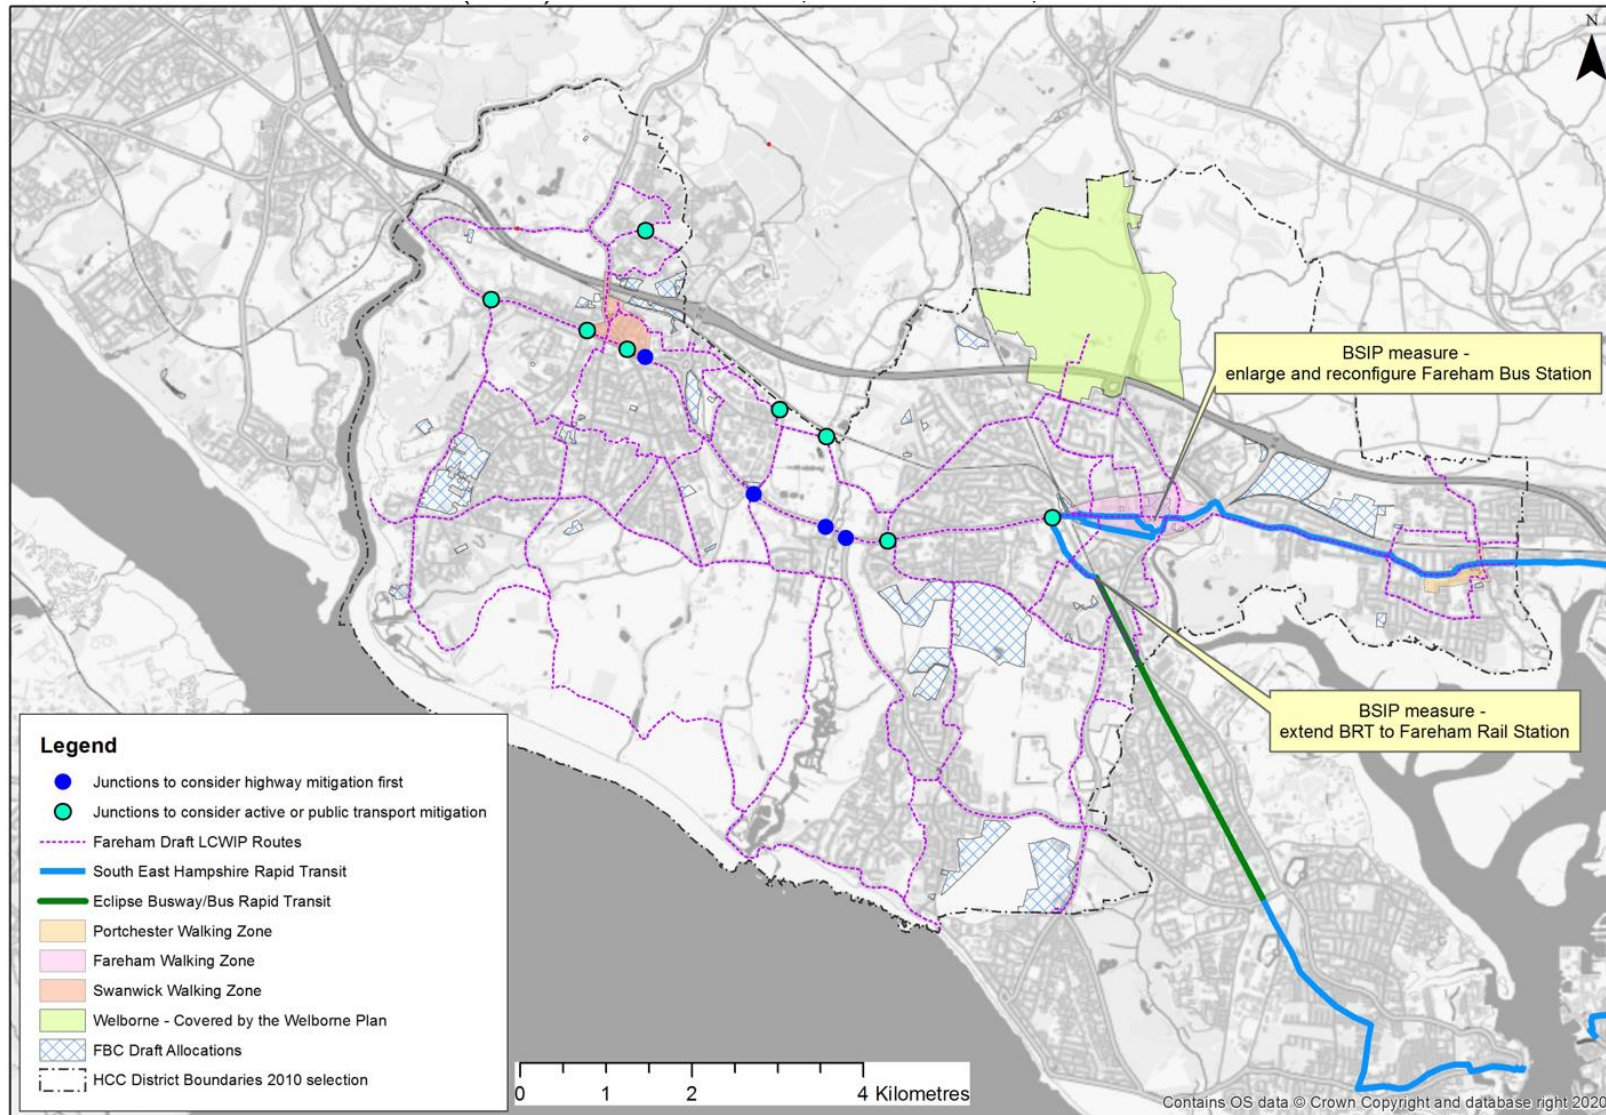 N
BSIP measure -
enlarge and reconfigure Fareham Bus Station
BSIP measure -
extend BRT to Fareham Rail Station
Legend
Junctions to consider highway mitigation first
Junctions to consider active or public transport mitigation
Fareham Draft LCWIP Routes
South East Hampshire Rapid Transit
Eclipse Busway/Bus Rapid Transit
Portchester Walking Zone
Fareham Walking Zone
Swanwick Walking Zone
Welborne - Covered by the Welborne Plan
FBC Draft Allocations
HCC District Boundaries 2010 selection
0 1 2 4 Kilometres
Contains OS data © Crown Copyright and database right 2020